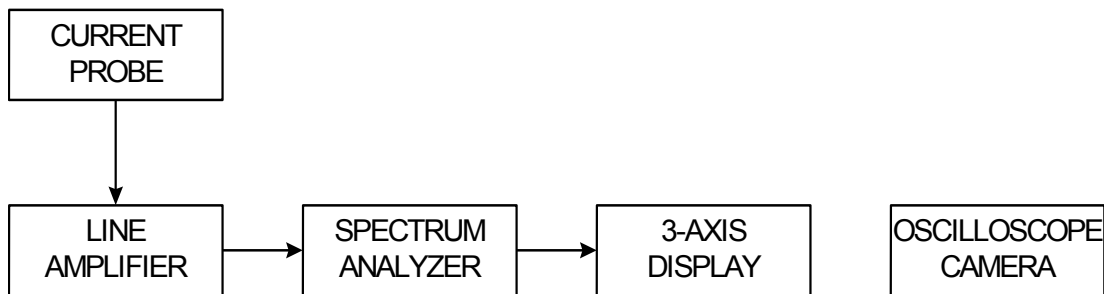 CURRENT
PROBE
LINE
AMPLIFIER
SPECTRUM
ANALYZER
3-AXIS
DISPLAY
OSCILLOSCOPE
CAMERA